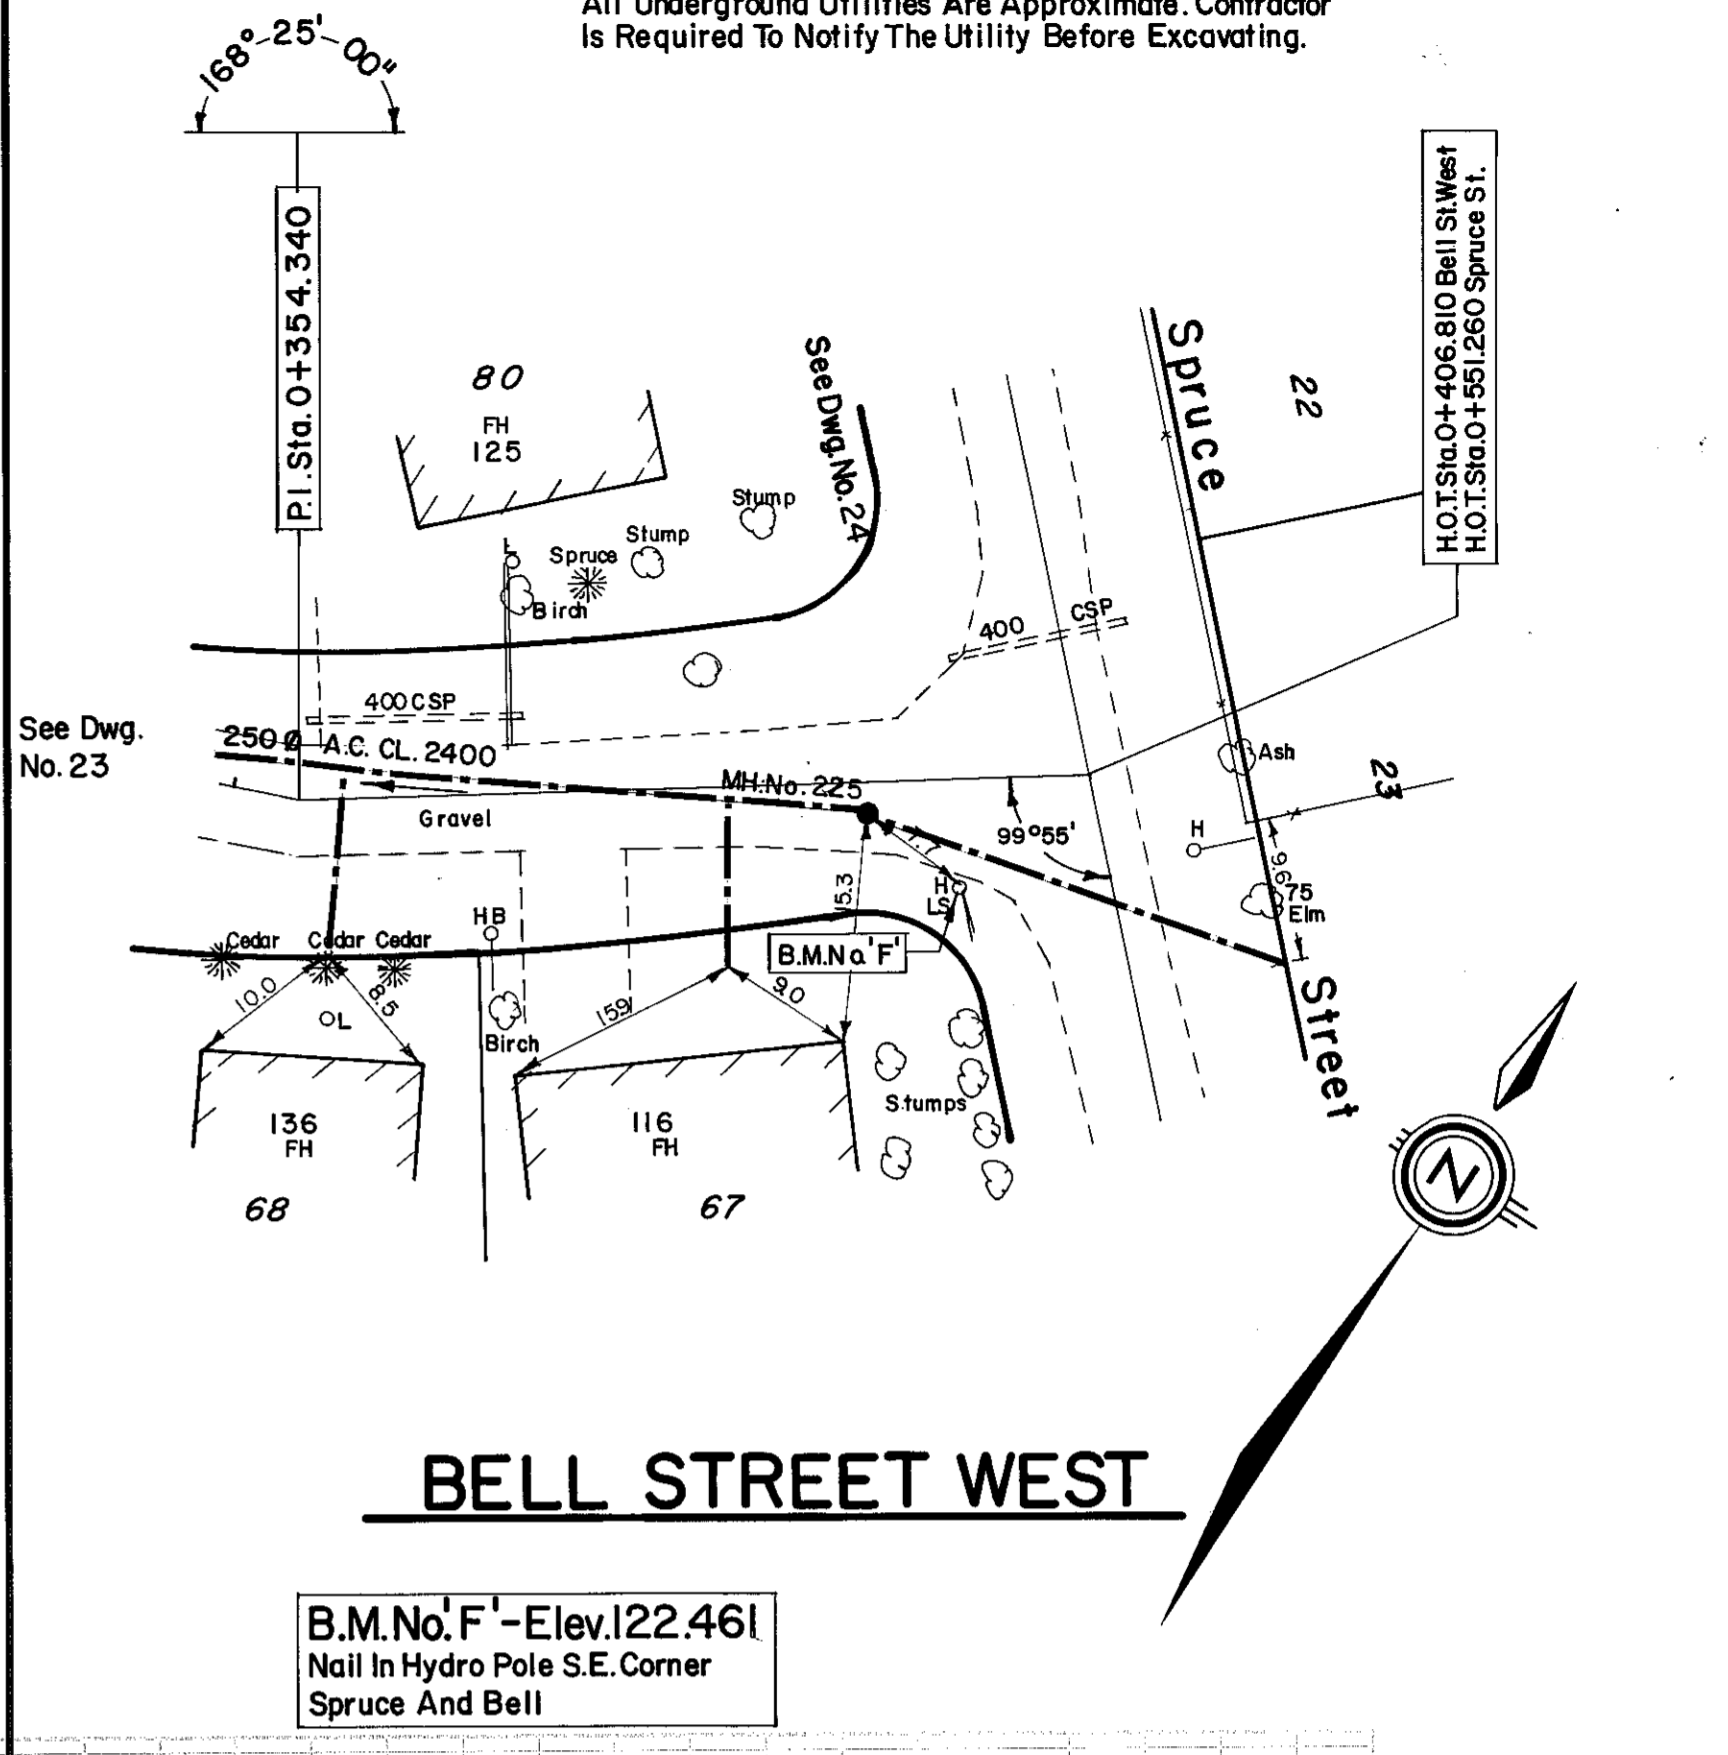 All Underground Utilities Are Approximate. Contractor
Is Required To Notify The Utility Before Excavating.
168°-25'-00"
P.I. Sta. 0+354.340
H.O.T. Sta. 0+406.810 Bell St. West
H.O.T. Sta. 0+551.260 Spruce St.
80
FH
125
See Dwg. No. 24
Spruce
22
Stump
Stump
Spruce
L
Birch
400 CSP
400 CSP
See Dwg.
No. 23
250 Ø A.C. CL. 2400
MH. No. 225
Ash
23
Gravel
99°55'
H
9.6
15.3
H
LS
75
Elm
HB
Cedar Cedar Cedar
B.M. No 'F'
10.0
8.5
15.9
9.0
L
Birch
Street
Stumps
136
FH
116
FH
68
67
N
BELL STREET WEST
B.M. No. 'F' - Elev. 122.461
Nail In Hydro Pole S.E. Corner
Spruce And Bell